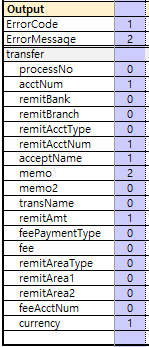 Output
ErrorCode 1
ErrorMessage 2
transfer
processNo 0
acctNum 1
remitBank 0
remitBranch 0
remitAcctType 0
remitAcctNum 1
acceptName 1
memo 2
memo2 0
transName 0
remitAmt 1
feePaymentType 0
fee 0
remitAreaType 0
remitArea1 0
remitArea2 0
feeAcctNum 0
currency 1